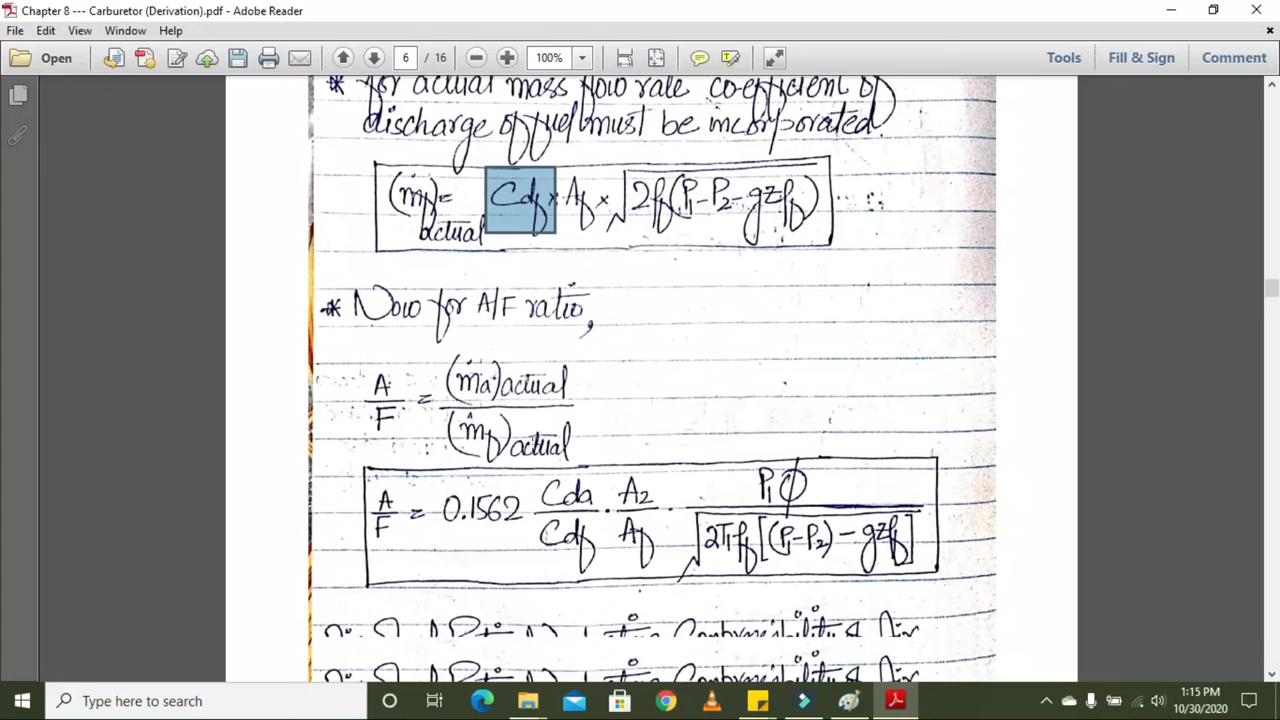 Chapter 8 --- Carburetor (Derivation).pdf - Adobe Reader
File Edit View Window Help
Open 6 / 16 100% Tools Fill & Sign Comment
* for actual mass flow rate co-efficient of
discharge of fuel must be incorporated.
(ṁf)actual = Cdf × Af × √2ρf(P₁-P₂-gzρf) ...
* Now for A/F ratio,
A/F = (ṁa)actual / (ṁf)actual
A/F = 0.1562 Cda/Cdf · A2/Af · P₁ϕ / √2T₁ρf[(P₁-P₂)-gzρf]
Type here to search
1:15 PM
10/30/2020